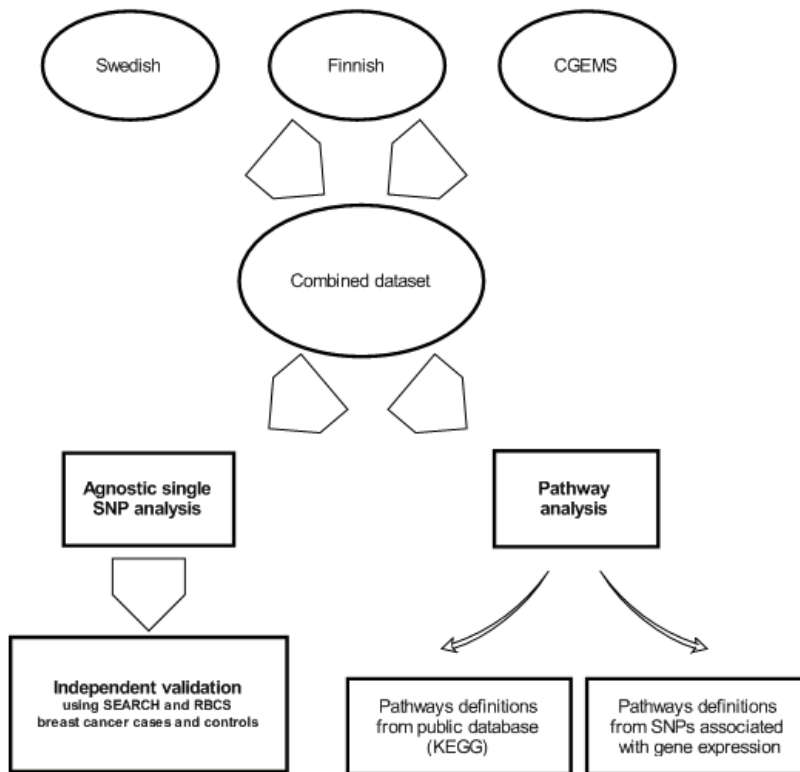 Swedish
Finnish
CGEMS
Combined dataset
Agnostic single
SNP analysis
Pathway
analysis
Independent validation
using SEARCH and RBCS
breast cancer cases and controls
Pathways definitions
from public database
(KEGG)
Pathways definitions
from SNPs associated
with gene expression